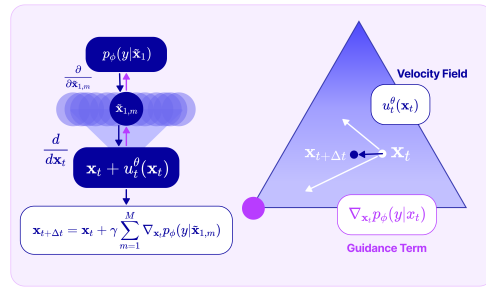 p_ϕ(y|x̃_1)
∂/∂x̃_{1,m}
x̃_{1,m}
d/dx_t
x_t + u_t^θ(x_t)
x_{t+Δt} = x_t + γ ∑_{m=1}^{M} ∇_{x_t} p_ϕ(y|x̃_{1,m})
Velocity Field
u_t^θ(x_t)
x_{t+Δt} x_t
∇_{x_t} p_ϕ(y|x_t)
Guidance Term